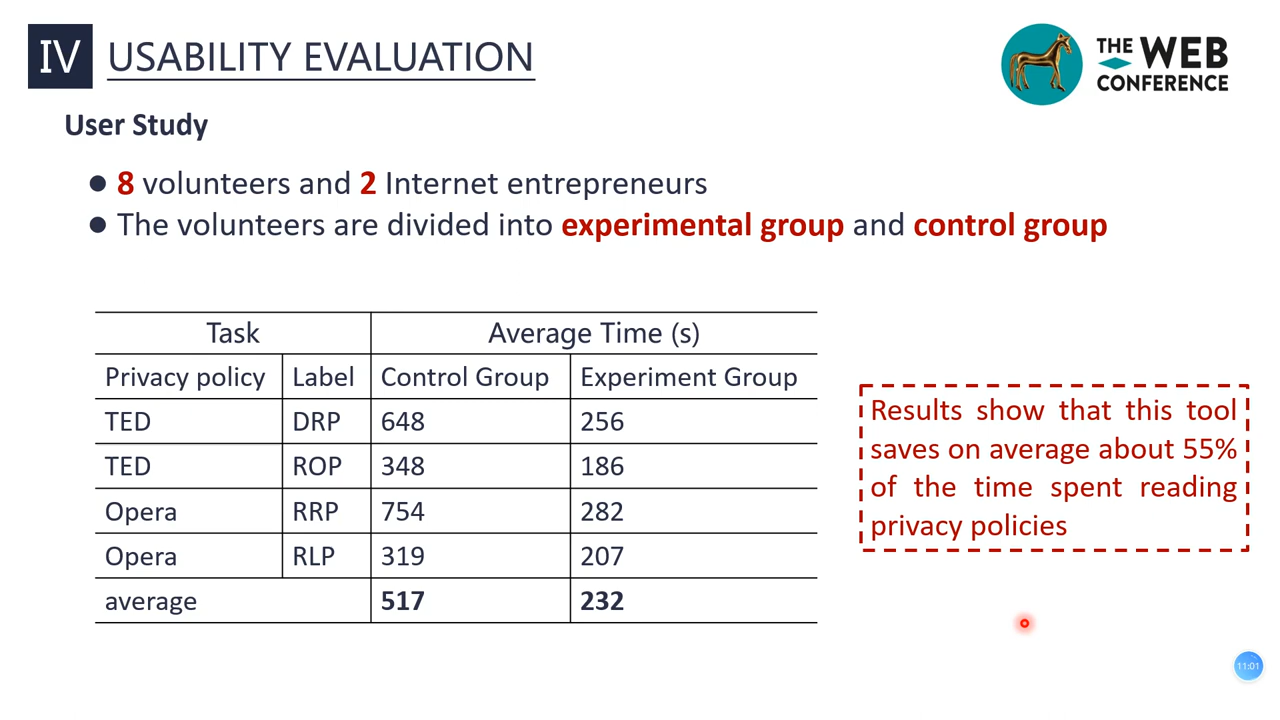 IV USABILITY EVALUATION
THE WEB
CONFERENCE
User Study
● 8 volunteers and 2 Internet entrepreneurs
● The volunteers are divided into experimental group and control group
Task Average Time (s)
Privacy policy Label Control Group Experiment Group
TED DRP 648 256
TED ROP 348 186
Opera RRP 754 282
Opera RLP 319 207
average 517 232
Results show that this tool
saves on average about 55%
of the time spent reading
privacy policies
11:01